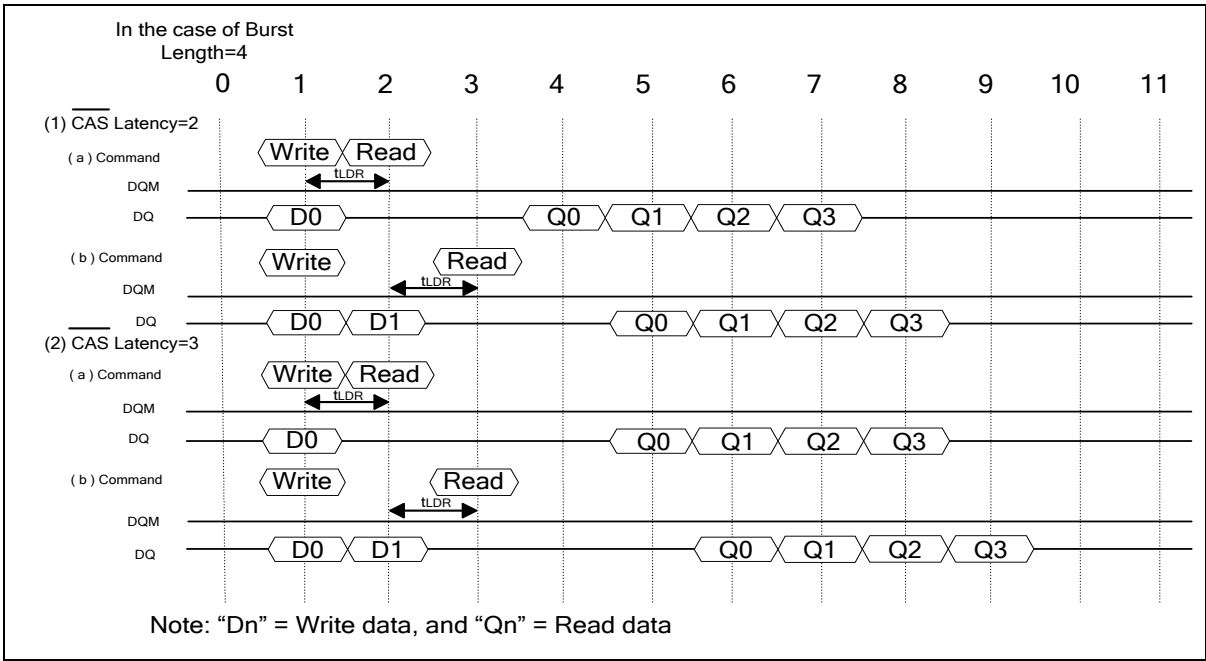 In the case of Burst
Length=4
0 1 2 3 4 5 6 7 8 9 10 11
(1) CAS Latency=2
( a ) Command
Write Read
tLDR
DQM
DQ
D0 Q0 Q1 Q2 Q3
( b ) Command
Write Read
tLDR
DQM
DQ
D0 D1 Q0 Q1 Q2 Q3
(2) CAS Latency=3
( a ) Command
Write Read
tLDR
DQM
DQ
D0 Q0 Q1 Q2 Q3
( b ) Command
Write Read
tLDR
DQM
DQ
D0 D1 Q0 Q1 Q2 Q3
Note: “Dn” = Write data, and “Qn” = Read data